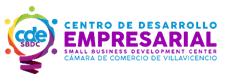 cde
SBDC
CENTRO DE DESARROLLO
EMPRESARIAL
SMALL BUSINESS DEVELOPMENT CENTER
CÁMARA DE COMERCIO DE VILLAVICENCIO